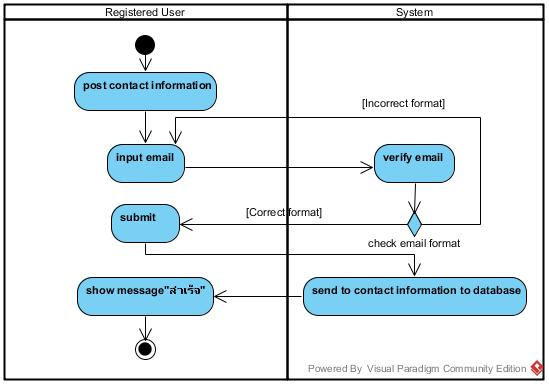 Registered User
System
post contact information
[Incorrect format]
input email
verify email
submit
[Correct format]
check email format
show message"สำเร็จ"
send to contact information to database
Powered By Visual Paradigm Community Edition